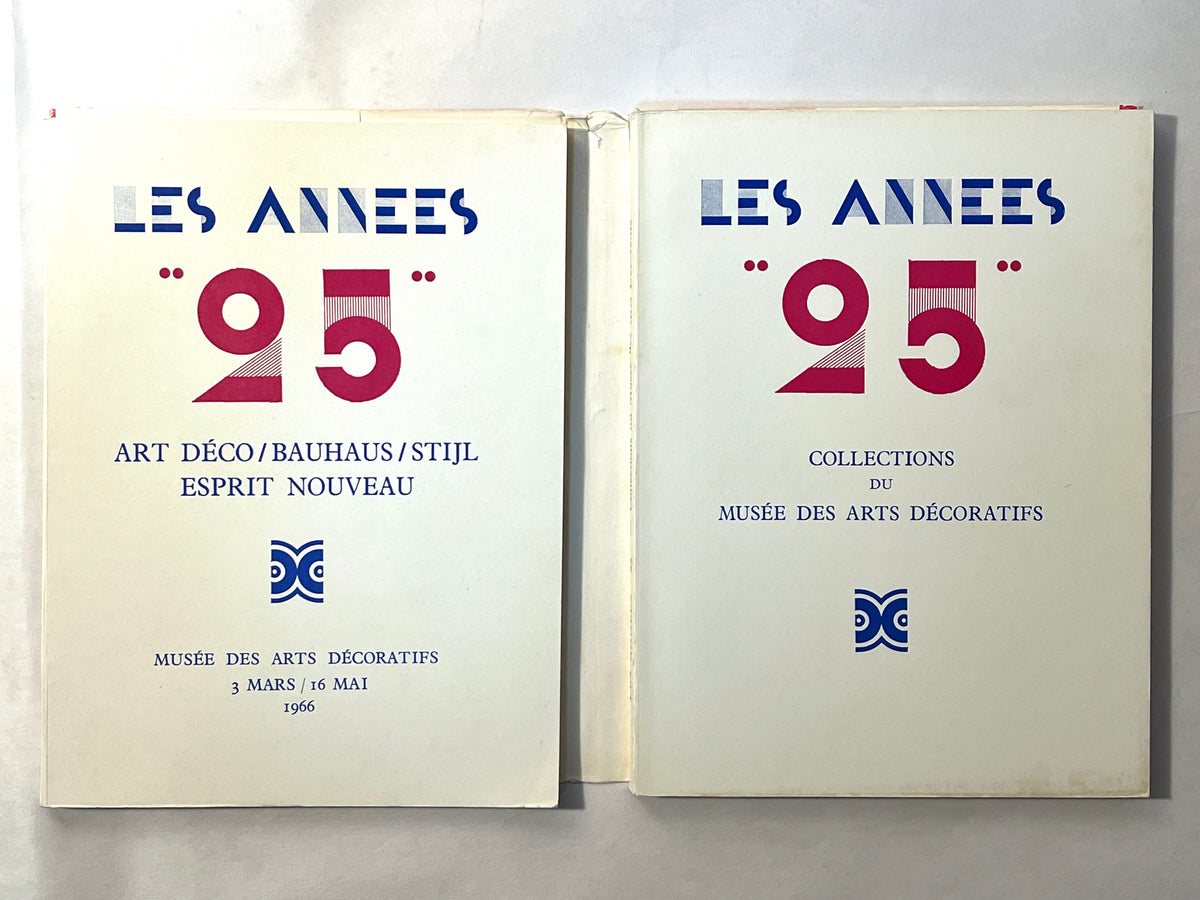 LES ANNEES
"25"
ART DÉCO/BAUHAUS/STIJL
ESPRIT NOUVEAU
MUSÉE DES ARTS DÉCORATIFS
3 MARS/16 MAI
1966
LES ANNEES
"25"
COLLECTIONS
DU
MUSÉE DES ARTS DÉCORATIFS